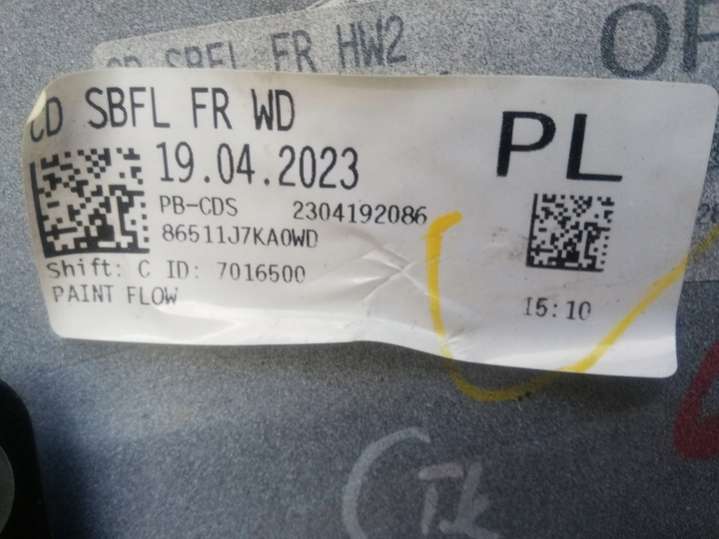 CD SBFL FR HW2
CD SBFL FR WD
PL
19.04.2023
PB-CDS 2304192086
86511J7KA0WD
Shift: C ID: 7016500
PAINT FLOW
15:10